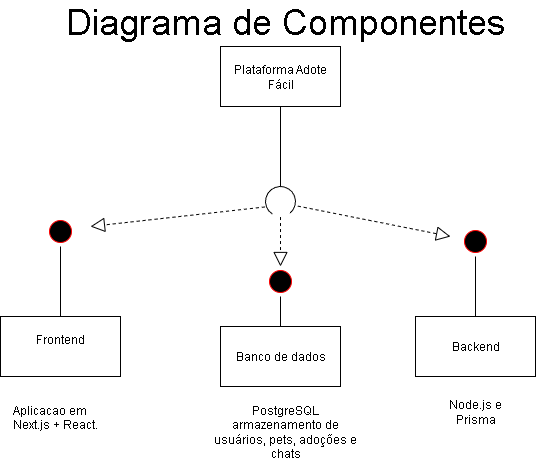 Diagrama de Componentes
Plataforma Adote
Fácil
Frontend
Banco de dados
Backend
Aplicacao em
Next.js + React.
PostgreSQL
armazenamento de
usuários, pets, adoções e
chats
Node.js e
Prisma